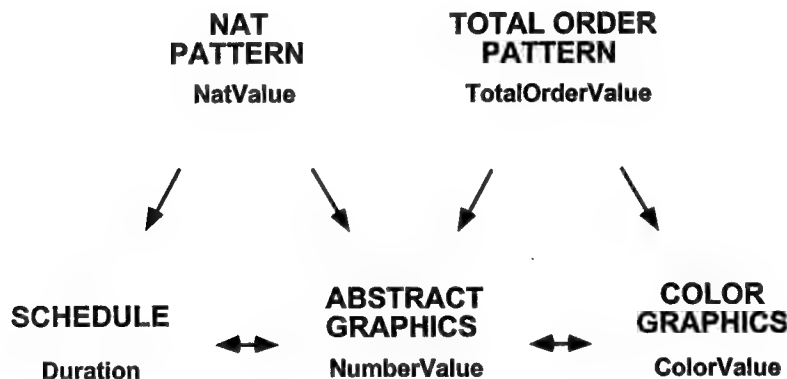 NAT
PATTERN
NatValue
TOTAL ORDER
PATTERN
TotalOrderValue
SCHEDULE
Duration
ABSTRACT
GRAPHICS
NumberValue
COLOR
GRAPHICS
ColorValue